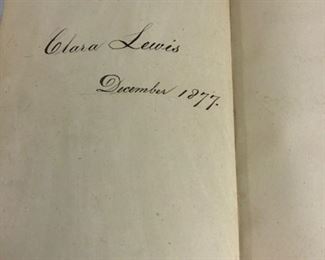 Clara Lewis
December 1877.